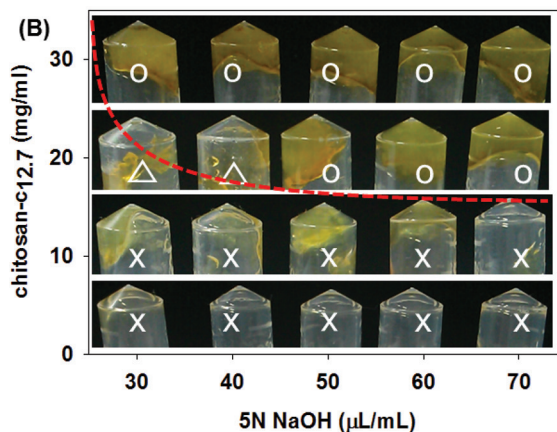 (B)
chitosan-c12.7 (mg/ml)
30
O O O O O
20
△ △ O O O
10
X X X X X
X X X X X
0
30 40 50 60 70
5N NaOH (μL/mL)